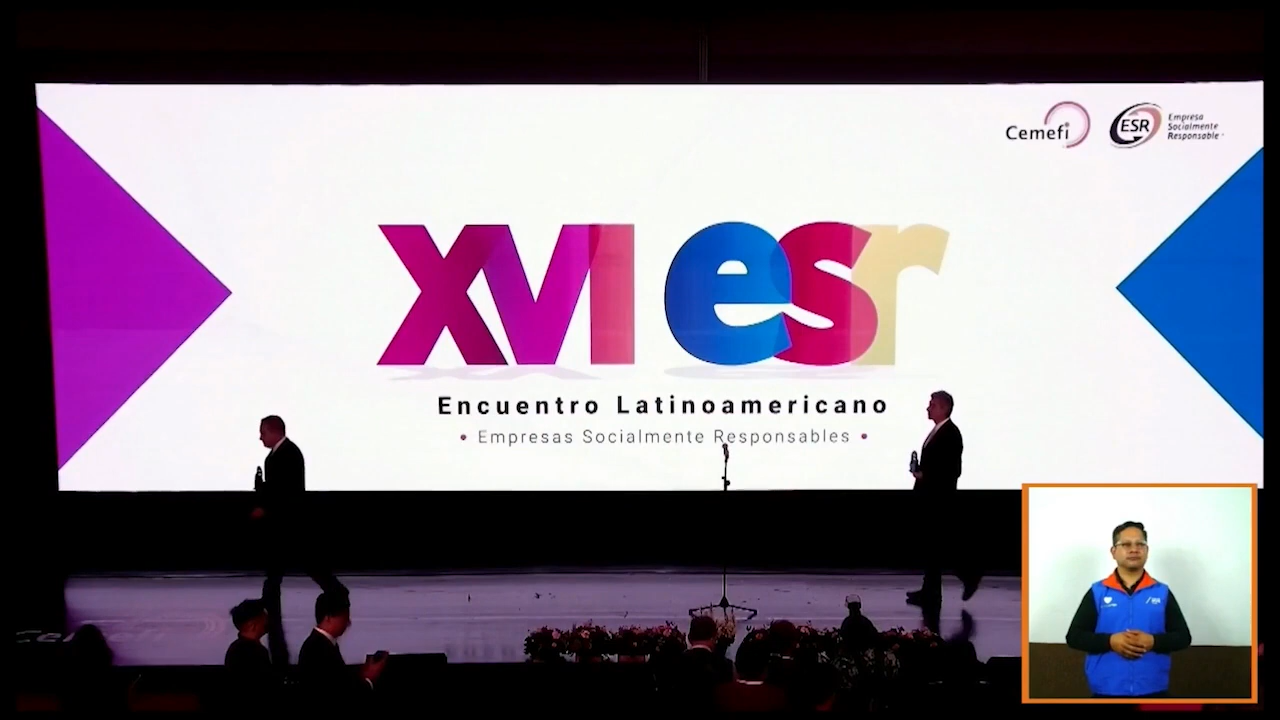 Cemefi
ESR
Empresa
Socialmente
Responsable
XVI esr
Encuentro Latinoamericano
• Empresas Socialmente Responsables •